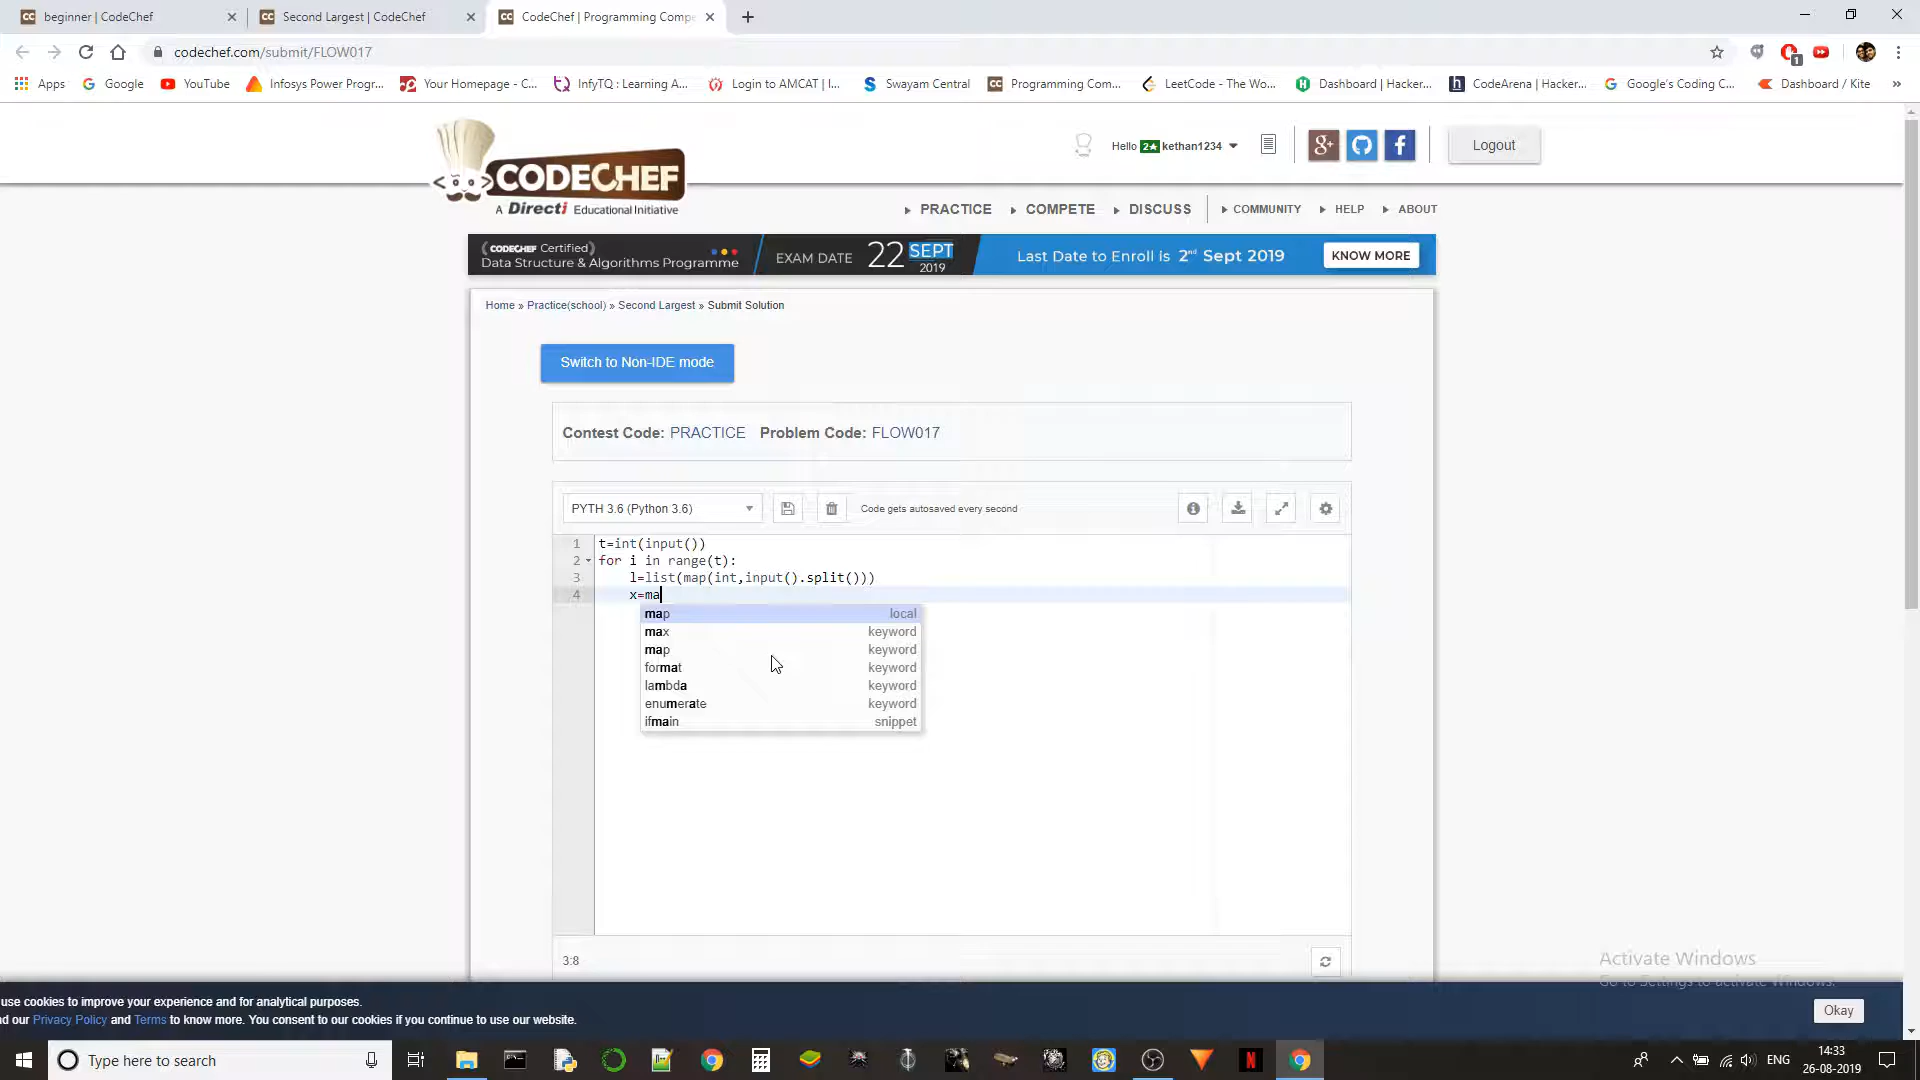 beginner | CodeChef
Second Largest | CodeChef
CodeChef | Programming Compe
codechef.com/submit/FLOW017
Apps
Google
YouTube
Infosys Power Progr...
Your Homepage - C...
InfyTQ : Learning A...
Login to AMCAT | I...
Swayam Central
Programming Com...
LeetCode - The Wo...
Dashboard | Hacker...
CodeArena | Hacker...
Google's Coding C...
Dashboard / Kite
»
CODECHEF
A Directi Educational Initiative
Hello 2★ kethan1234
Logout
PRACTICE
COMPETE
DISCUSS
COMMUNITY
HELP
ABOUT
CODECHEF Certified
Data Structure & Algorithms Programme
EXAM DATE 22 SEPT 2019
Last Date to Enroll is 2nd Sept 2019
KNOW MORE
Home » Practice(school) » Second Largest » Submit Solution
Switch to Non-IDE mode
Contest Code: PRACTICE Problem Code: FLOW017
PYTH 3.6 (Python 3.6)
Code gets autosaved every second
1 t=int(input())
2 for i in range(t):
3 l=list(map(int,input().split()))
4 x=ma
map local
max keyword
map keyword
format keyword
lambda keyword
enumerate keyword
ifmain snippet
3:8
Activate Windows
Go to Settings to activate Windows.
use cookies to improve your experience and for analytical purposes.
d our Privacy Policy and Terms to know more. You consent to our cookies if you continue to use our website.
Okay
Type here to search
ENG
14:33
26-08-2019